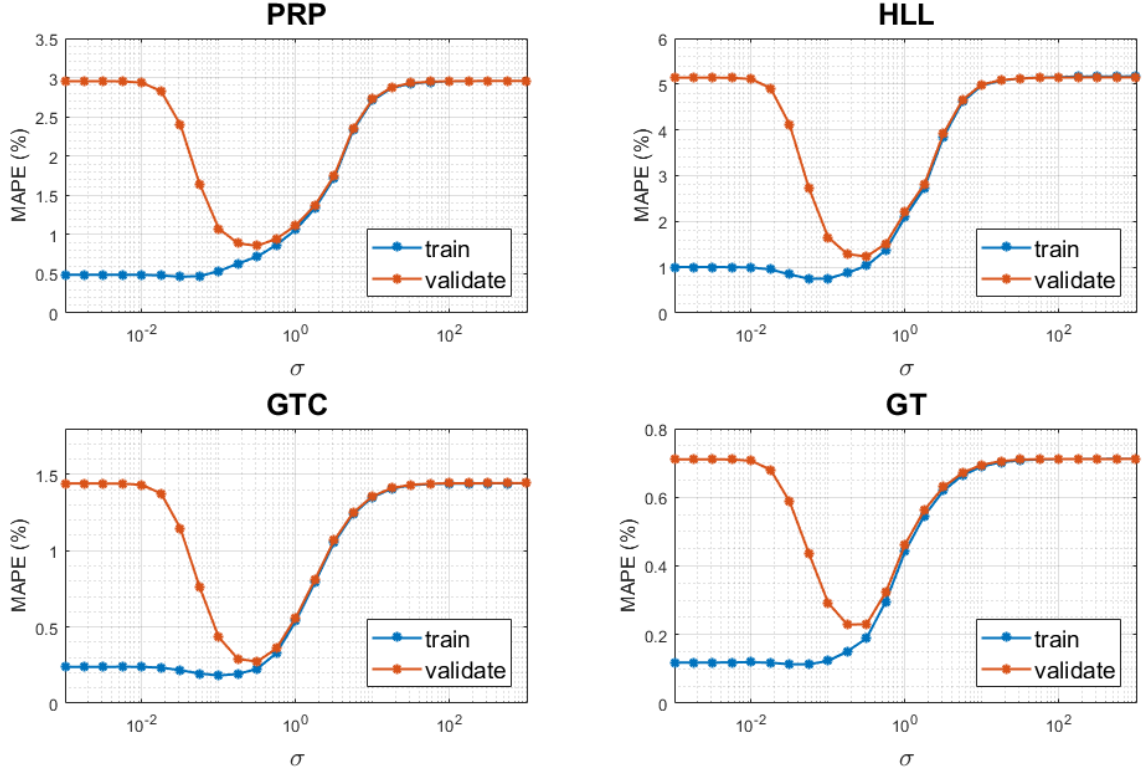 PRP
3.5
3
2.5
2
1.5
1
0.5
0
MAPE (%)
10^-2
10^0
10^2
σ
train
validate
HLL
6
5
4
3
2
1
0
MAPE (%)
10^-2
10^0
10^2
σ
train
validate
GTC
1.5
1
0.5
0
MAPE (%)
10^-2
10^0
10^2
σ
train
validate
GT
0.8
0.6
0.4
0.2
0
MAPE (%)
10^-2
10^0
10^2
σ
train
validate